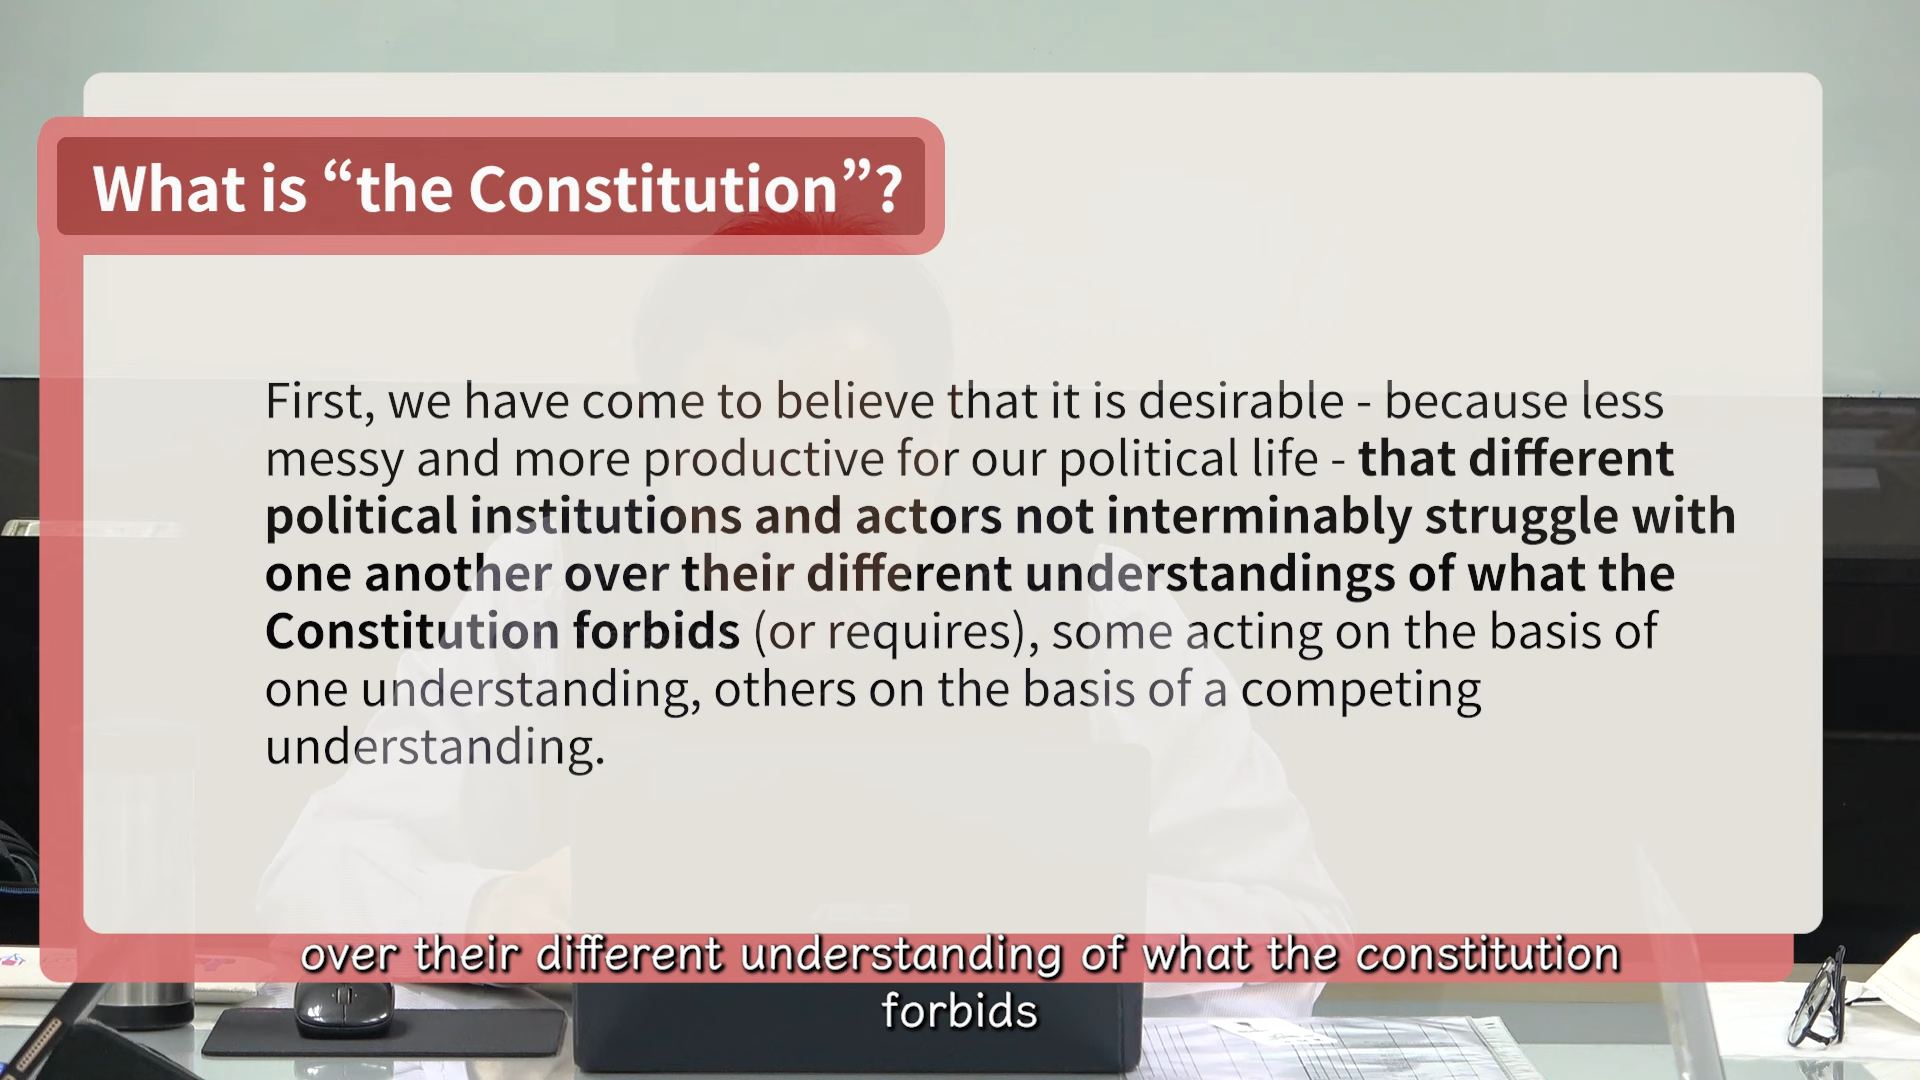 What is “the Constitution”?
First, we have come to believe that it is desirable - because less
messy and more productive for our political life - that different
political institutions and actors not interminably struggle with
one another over their different understandings of what the
Constitution forbids (or requires), some acting on the basis of
one understanding, others on the basis of a competing
understanding.
over their different understanding of what the constitution
forbids